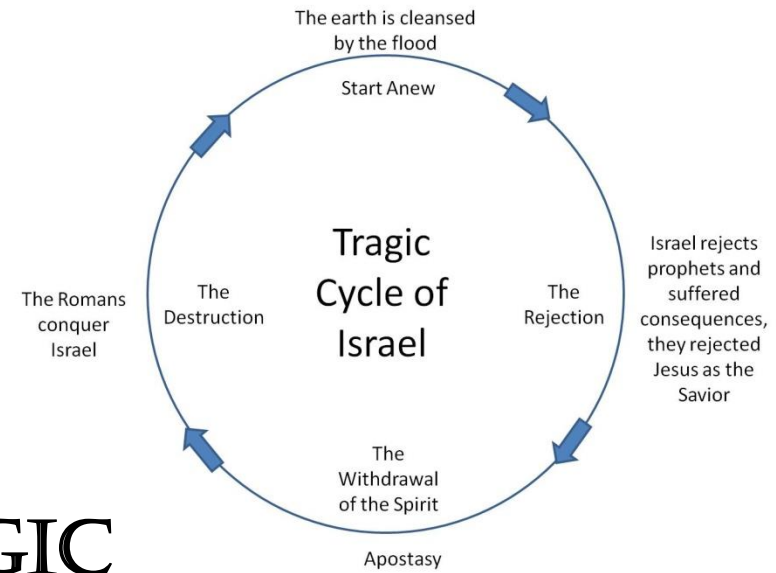 The earth is cleansed
by the flood
Start Anew
Tragic
Cycle of
Israel
The
Rejection
Israel rejects
prophets and
suffered
consequences,
they rejected
Jesus as the
Savior
The
Withdrawal
of the Spirit
Apostasy
The
Destruction
The Romans
conquer
Israel
GIC